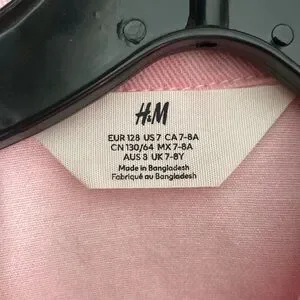 H&M
EUR 128 US 7 CA 7-8A
CN 130/64 MX 7-8A
AUS 8 UK 7-8Y
Made in Bangladesh
Fabriqué au Bangladesh